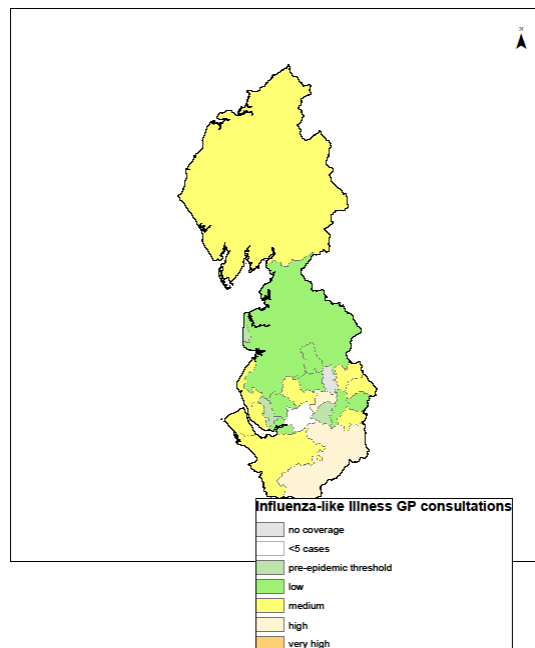 N
Influenza-like Illness GP consultations
no coverage
<5 cases
pre-epidemic threshold
low
medium
high
very high